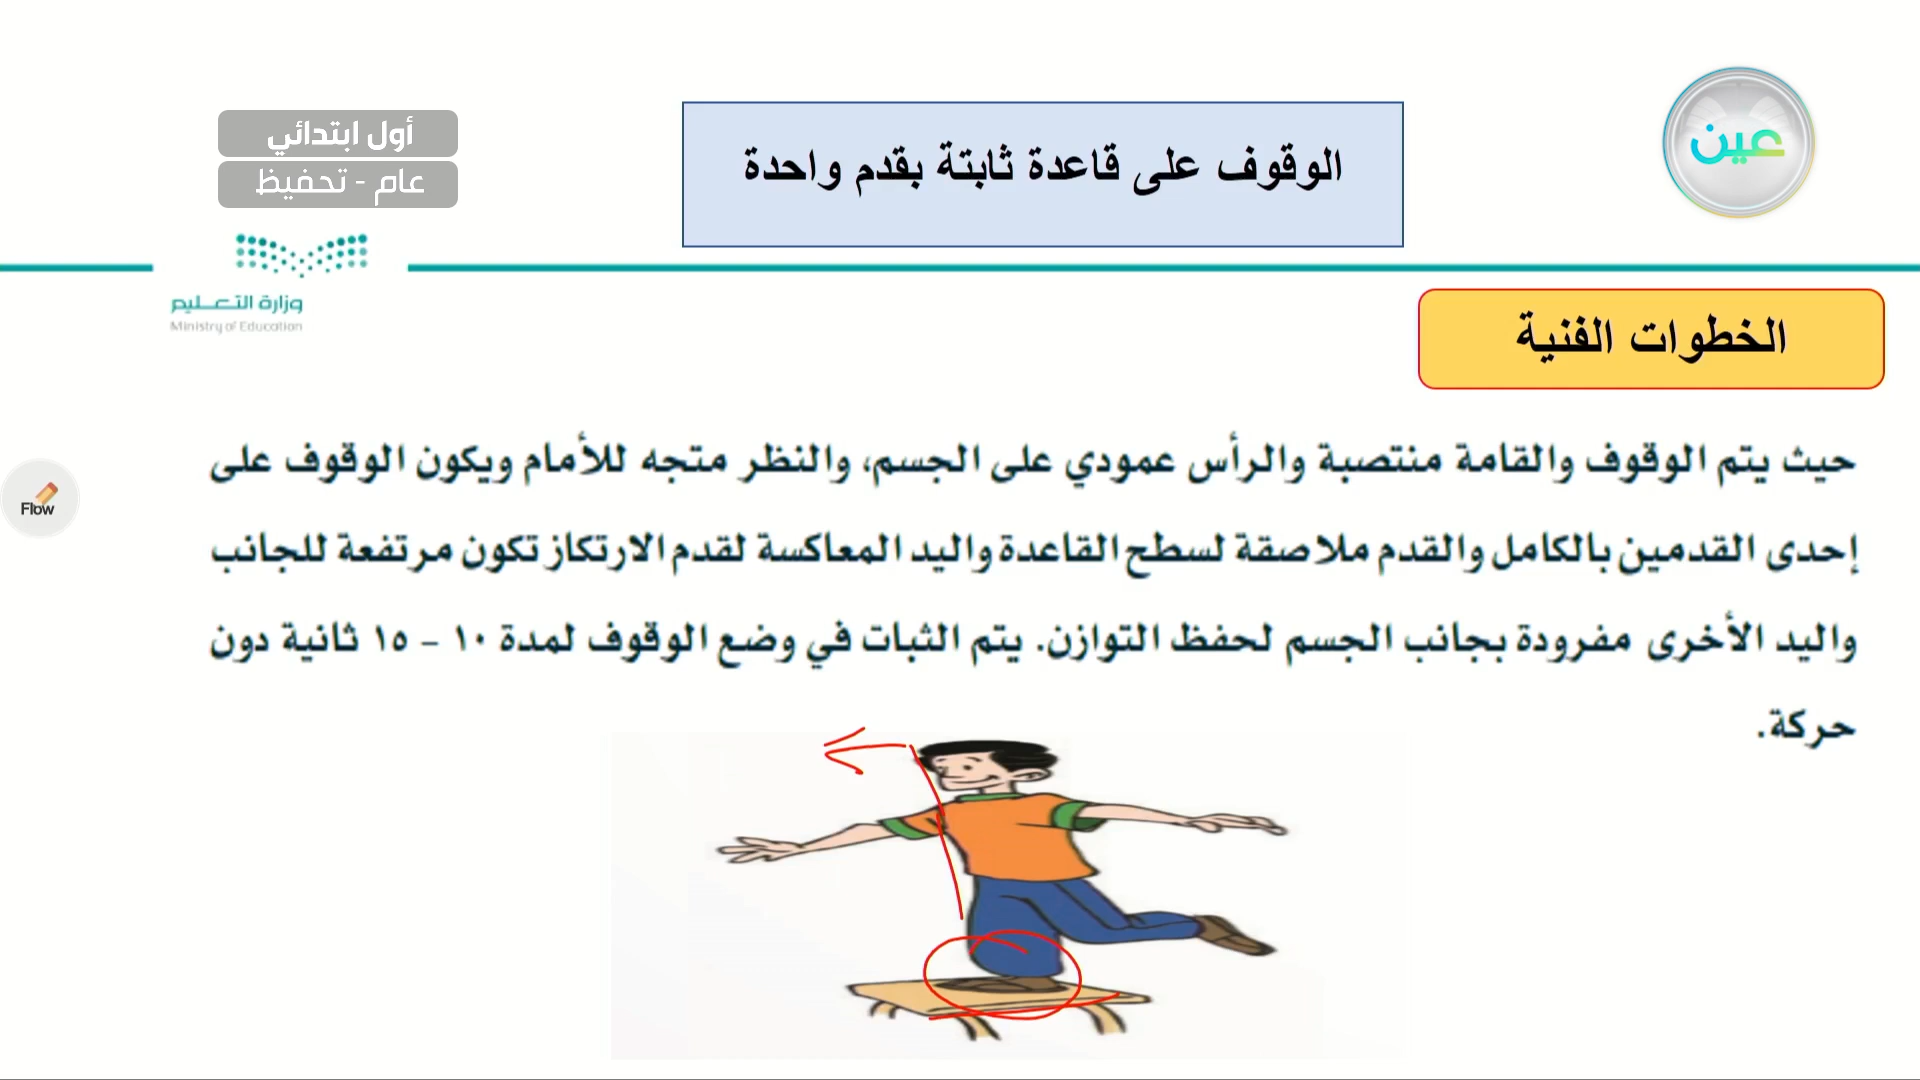 أول ابتدائي
عام - تحفيظ
الوقوف على قاعدة ثابتة بقدم واحدة
عين
وزارة التعليم
Ministry of Education
الخطوات الفنية
حيث يتم الوقوف والقامة منتصبة والرأس عمودي على الجسم، والنظر متجه للأمام ويكون الوقوف على
إحدى القدمين بالكامل والقدم ملاصقة لسطح القاعدة واليد المعاكسة لقدم الارتكاز تكون مرتفعة للجانب
واليد الأخرى مفرودة بجانب الجسم لحفظ التوازن. يتم الثبات في وضع الوقوف لمدة ١٠ - ١٥ ثانية دون
حركة.
Flow